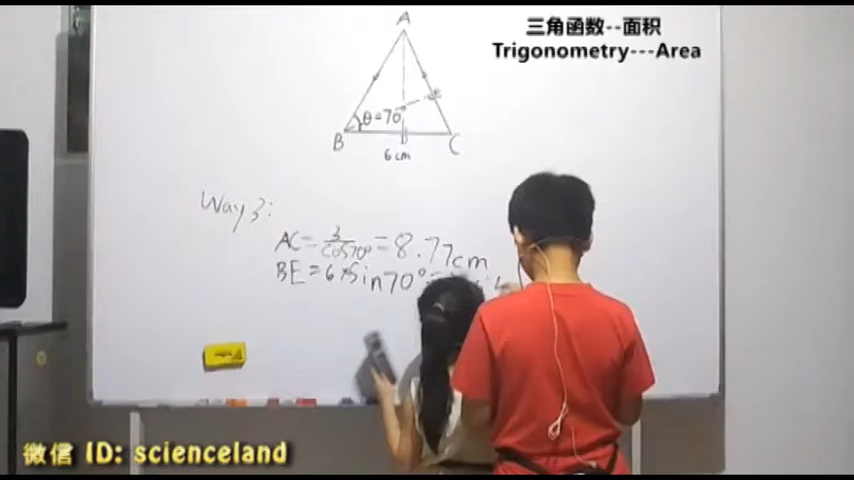 三角函数--面积
Trigonometry---Area
A
θ=70
B
D
C
6cm
Way 3:
AC = 3/cos70° = 8.77cm
BE = 6×sin70° =
微信 ID: scienceland